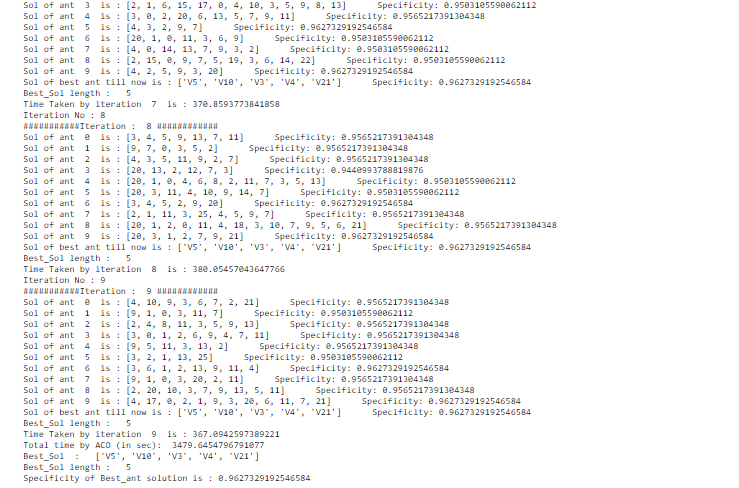 Sol of ant 3 is : [2, 1, 6, 15, 17, 0, 4, 10, 3, 5, 9, 8, 13] Specificity: 0.9503105590062112
Sol of ant 4 is : [3, 0, 2, 20, 6, 13, 5, 7, 9, 11] Specificity: 0.9565217391304348
Sol of ant 5 is : [4, 3, 2, 9, 7] Specificity: 0.9627329192546584
Sol of ant 6 is : [20, 1, 0, 11, 3, 6, 9] Specificity: 0.9503105590062112
Sol of ant 7 is : [4, 0, 14, 13, 7, 9, 3, 2] Specificity: 0.9503105590062112
Sol of ant 8 is : [2, 15, 0, 9, 7, 5, 19, 3, 6, 14, 22] Specificity: 0.9503105590062112
Sol of ant 9 is : [4, 2, 5, 9, 3, 20] Specificity: 0.9627329192546584
Sol of best ant till now is : ['V5', 'V10', 'V3', 'V4', 'V21'] Specificity: 0.9627329192546584
Best_Sol length : 5
Time Taken by iteration 7 is : 370.8593773841858
Iteration No : 8
###########Iteration : 8 ############
Sol of ant 0 is : [3, 4, 5, 9, 13, 7, 11] Specificity: 0.9565217391304348
Sol of ant 1 is : [9, 7, 0, 3, 5, 2] Specificity: 0.9565217391304348
Sol of ant 2 is : [4, 3, 5, 11, 9, 2, 7] Specificity: 0.9565217391304348
Sol of ant 3 is : [20, 13, 2, 12, 7, 3] Specificity: 0.9440993788819876
Sol of ant 4 is : [20, 1, 0, 4, 6, 8, 2, 11, 7, 3, 5, 13] Specificity: 0.9503105590062112
Sol of ant 5 is : [20, 3, 11, 4, 10, 9, 14, 7] Specificity: 0.9503105590062112
Sol of ant 6 is : [3, 4, 5, 2, 9, 20] Specificity: 0.9627329192546584
Sol of ant 7 is : [2, 1, 11, 3, 25, 4, 5, 9, 7] Specificity: 0.9565217391304348
Sol of ant 8 is : [20, 1, 2, 0, 11, 4, 18, 3, 10, 7, 9, 5, 6, 21] Specificity: 0.9565217391304348
Sol of ant 9 is : [20, 3, 1, 2, 7, 9, 21] Specificity: 0.9627329192546584
Sol of best ant till now is : ['V5', 'V10', 'V3', 'V4', 'V21'] Specificity: 0.9627329192546584
Best_Sol length : 5
Time Taken by iteration 8 is : 380.05457043647766
Iteration No : 9
###########Iteration : 9 ############
Sol of ant 0 is : [4, 10, 9, 3, 6, 7, 2, 21] Specificity: 0.9565217391304348
Sol of ant 1 is : [9, 1, 0, 3, 11, 7] Specificity: 0.9503105590062112
Sol of ant 2 is : [2, 4, 8, 11, 3, 5, 9, 13] Specificity: 0.9565217391304348
Sol of ant 3 is : [3, 0, 1, 2, 6, 9, 4, 7, 11] Specificity: 0.9565217391304348
Sol of ant 4 is : [9, 5, 11, 3, 13, 2] Specificity: 0.9565217391304348
Sol of ant 5 is : [3, 2, 1, 13, 25] Specificity: 0.9503105590062112
Sol of ant 6 is : [3, 6, 1, 2, 13, 9, 11, 4] Specificity: 0.9627329192546584
Sol of ant 7 is : [9, 1, 0, 3, 20, 2, 11] Specificity: 0.9565217391304348
Sol of ant 8 is : [2, 20, 10, 3, 7, 9, 13, 5, 11] Specificity: 0.9565217391304348
Sol of ant 9 is : [4, 17, 0, 2, 1, 9, 3, 20, 6, 11, 7, 21] Specificity: 0.9627329192546584
Sol of best ant till now is : ['V5', 'V10', 'V3', 'V4', 'V21'] Specificity: 0.9627329192546584
Best_Sol length : 5
Time Taken by iteration 9 is : 367.0942597389221
Total time by ACO (in sec): 3479.6454796791077
Best_Sol : ['V5', 'V10', 'V3', 'V4', 'V21']
Best_Sol length : 5
Specificity of Best_ant solution is : 0.9627329192546584